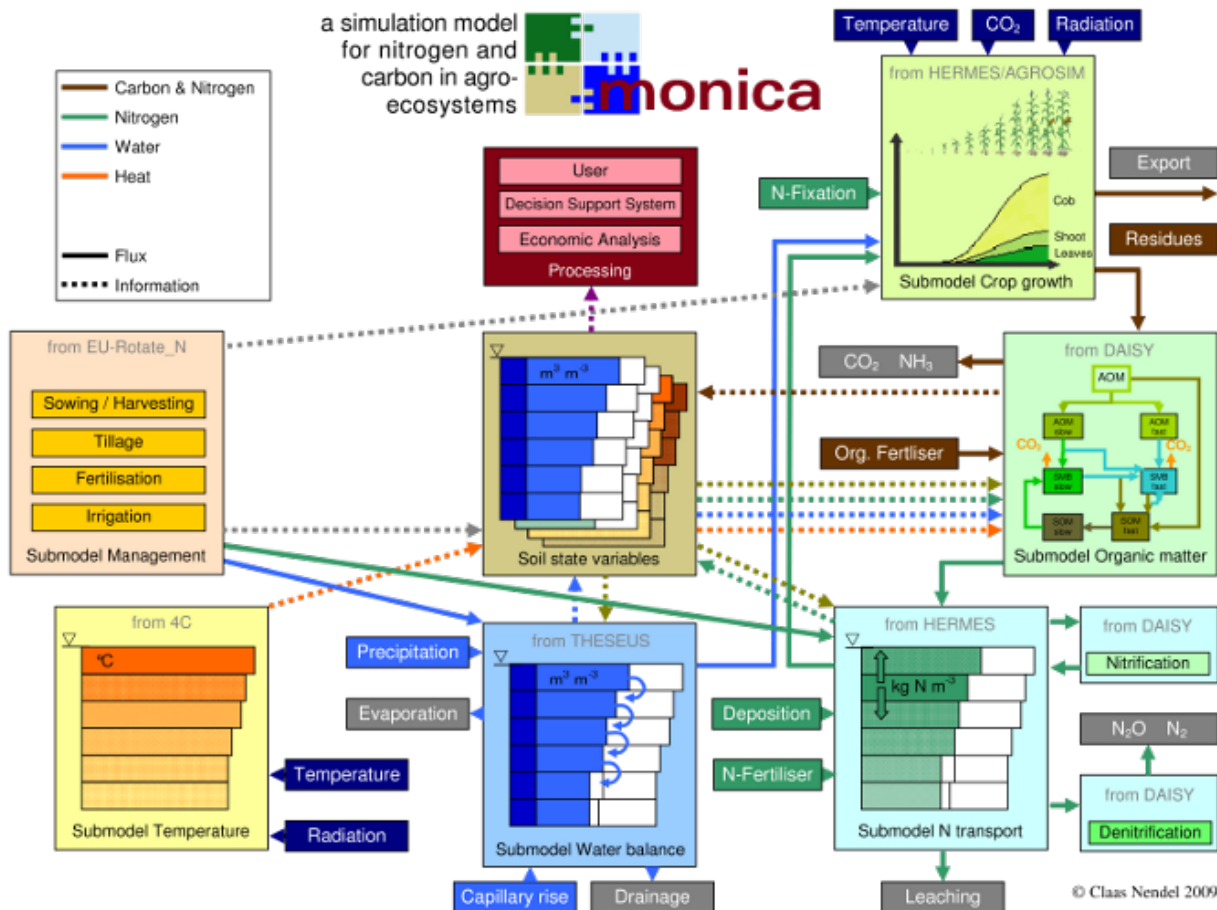 a simulation model
for nitrogen and
carbon in agro-
ecosystems
monica
Temperature
CO₂
Radiation
Carbon & Nitrogen
Nitrogen
Water
Heat
Flux
Information
User
Decision Support System
Economic Analysis
Processing
from HERMES/AGROSIM
Cob
Shoot
Leaves
Submodel Crop growth
N-Fixation
Export
Residues
from EU-Rotate_N
Sowing / Harvesting
Tillage
Fertilisation
Irrigation
Submodel Management
m³ m⁻³
Soil state variables
CO₂ NH₃
Org. Fertliser
from DAISY
AOM
AOM
slow
AOM
fast
CO₂
CO₂
SMB
slow
SMB
fast
SOM
slow
SOM
fast
Submodel Organic matter
from 4C
°C
Submodel Temperature
Temperature
Radiation
Precipitation
Evaporation
from THESEUS
m³ m⁻³
Submodel Water balance
Capillary rise
Drainage
Deposition
N-Fertiliser
from HERMES
kg N m⁻³
Submodel N transport
Leaching
from DAISY
Nitrification
N₂O N₂
from DAISY
Denitrification
© Claas Nendel 2009